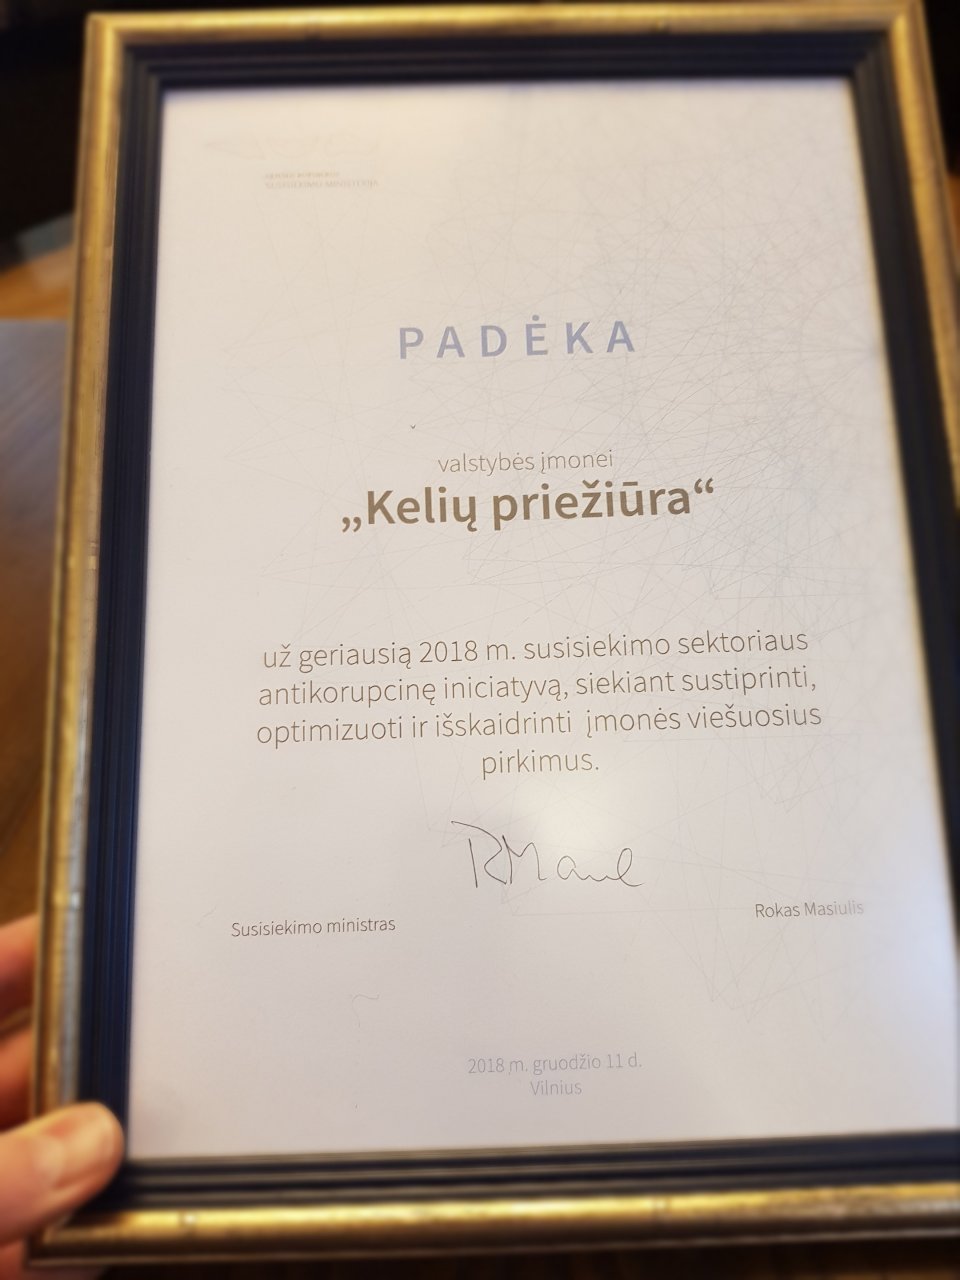 SUSISIEKIMO MINISTERIJA
PADĖKA
valstybės įmonei
„Kelių priežiūra“
už geriausią 2018 m. susisiekimo sektoriaus
antikorupcinę iniciatyvą, siekiant sustiprinti,
optimizuoti ir išskaidrinti įmonės viešuosius
pirkimus.
Susisiekimo ministras
Rokas Masiulis
2018 m. gruodžio 11 d.
Vilnius